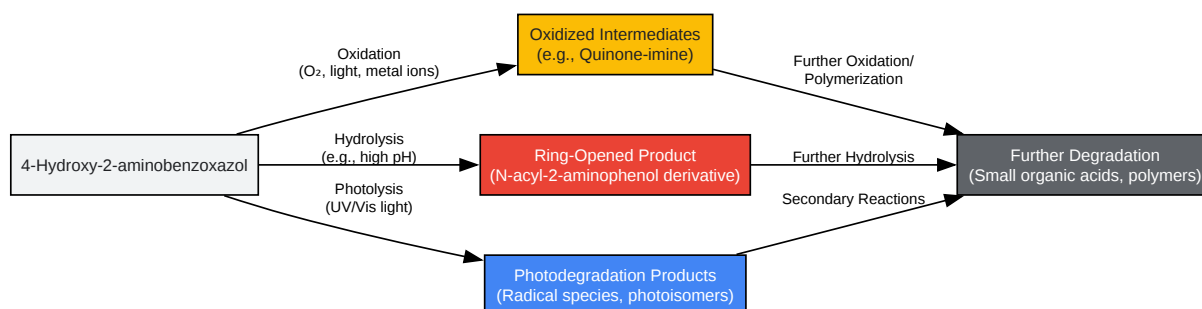 Oxidized Intermediates
(e.g., Quinone-imine)
Oxidation
(O₂, light, metal ions)
Further Oxidation/
Polymerization
4-Hydroxy-2-aminobenzoxazol
Hydrolysis
(e.g., high pH)
Ring-Opened Product
(N-acyl-2-aminophenol derivative)
Further Hydrolysis
Further Degradation
(Small organic acids, polymers)
Photolysis
(UV/Vis light)
Secondary Reactions
Photodegradation Products
(Radical species, photoisomers)